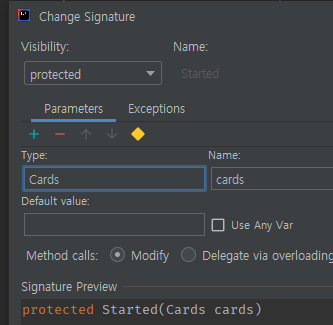 Change Signature
Visibility: Name:
protected Started
Parameters Exceptions
Type: Name:
Cards cards
Default value:
Use Any Var
Method calls: Modify Delegate via overloading
Signature Preview
protected Started(Cards cards)